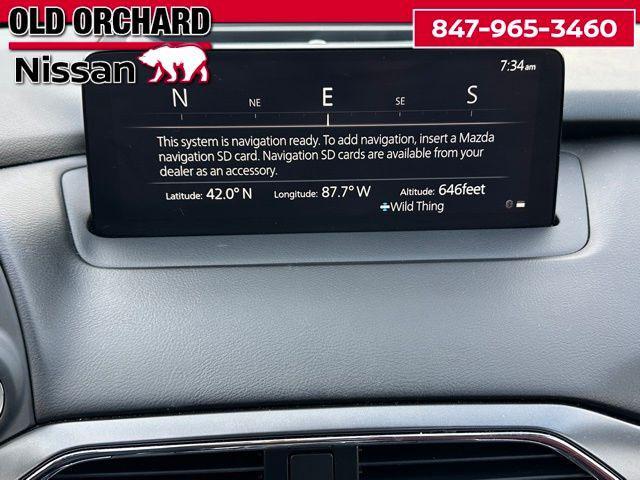 OLD ORCHARD
Nissan
847-965-3460
7:34am
N NE E SE S
This system is navigation ready. To add navigation, insert a Mazda
navigation SD card. Navigation SD cards are available from your
dealer as an accessory.
Latitude: 42.0° N Longitude: 87.7° W Altitude: 646feet
Wild Thing